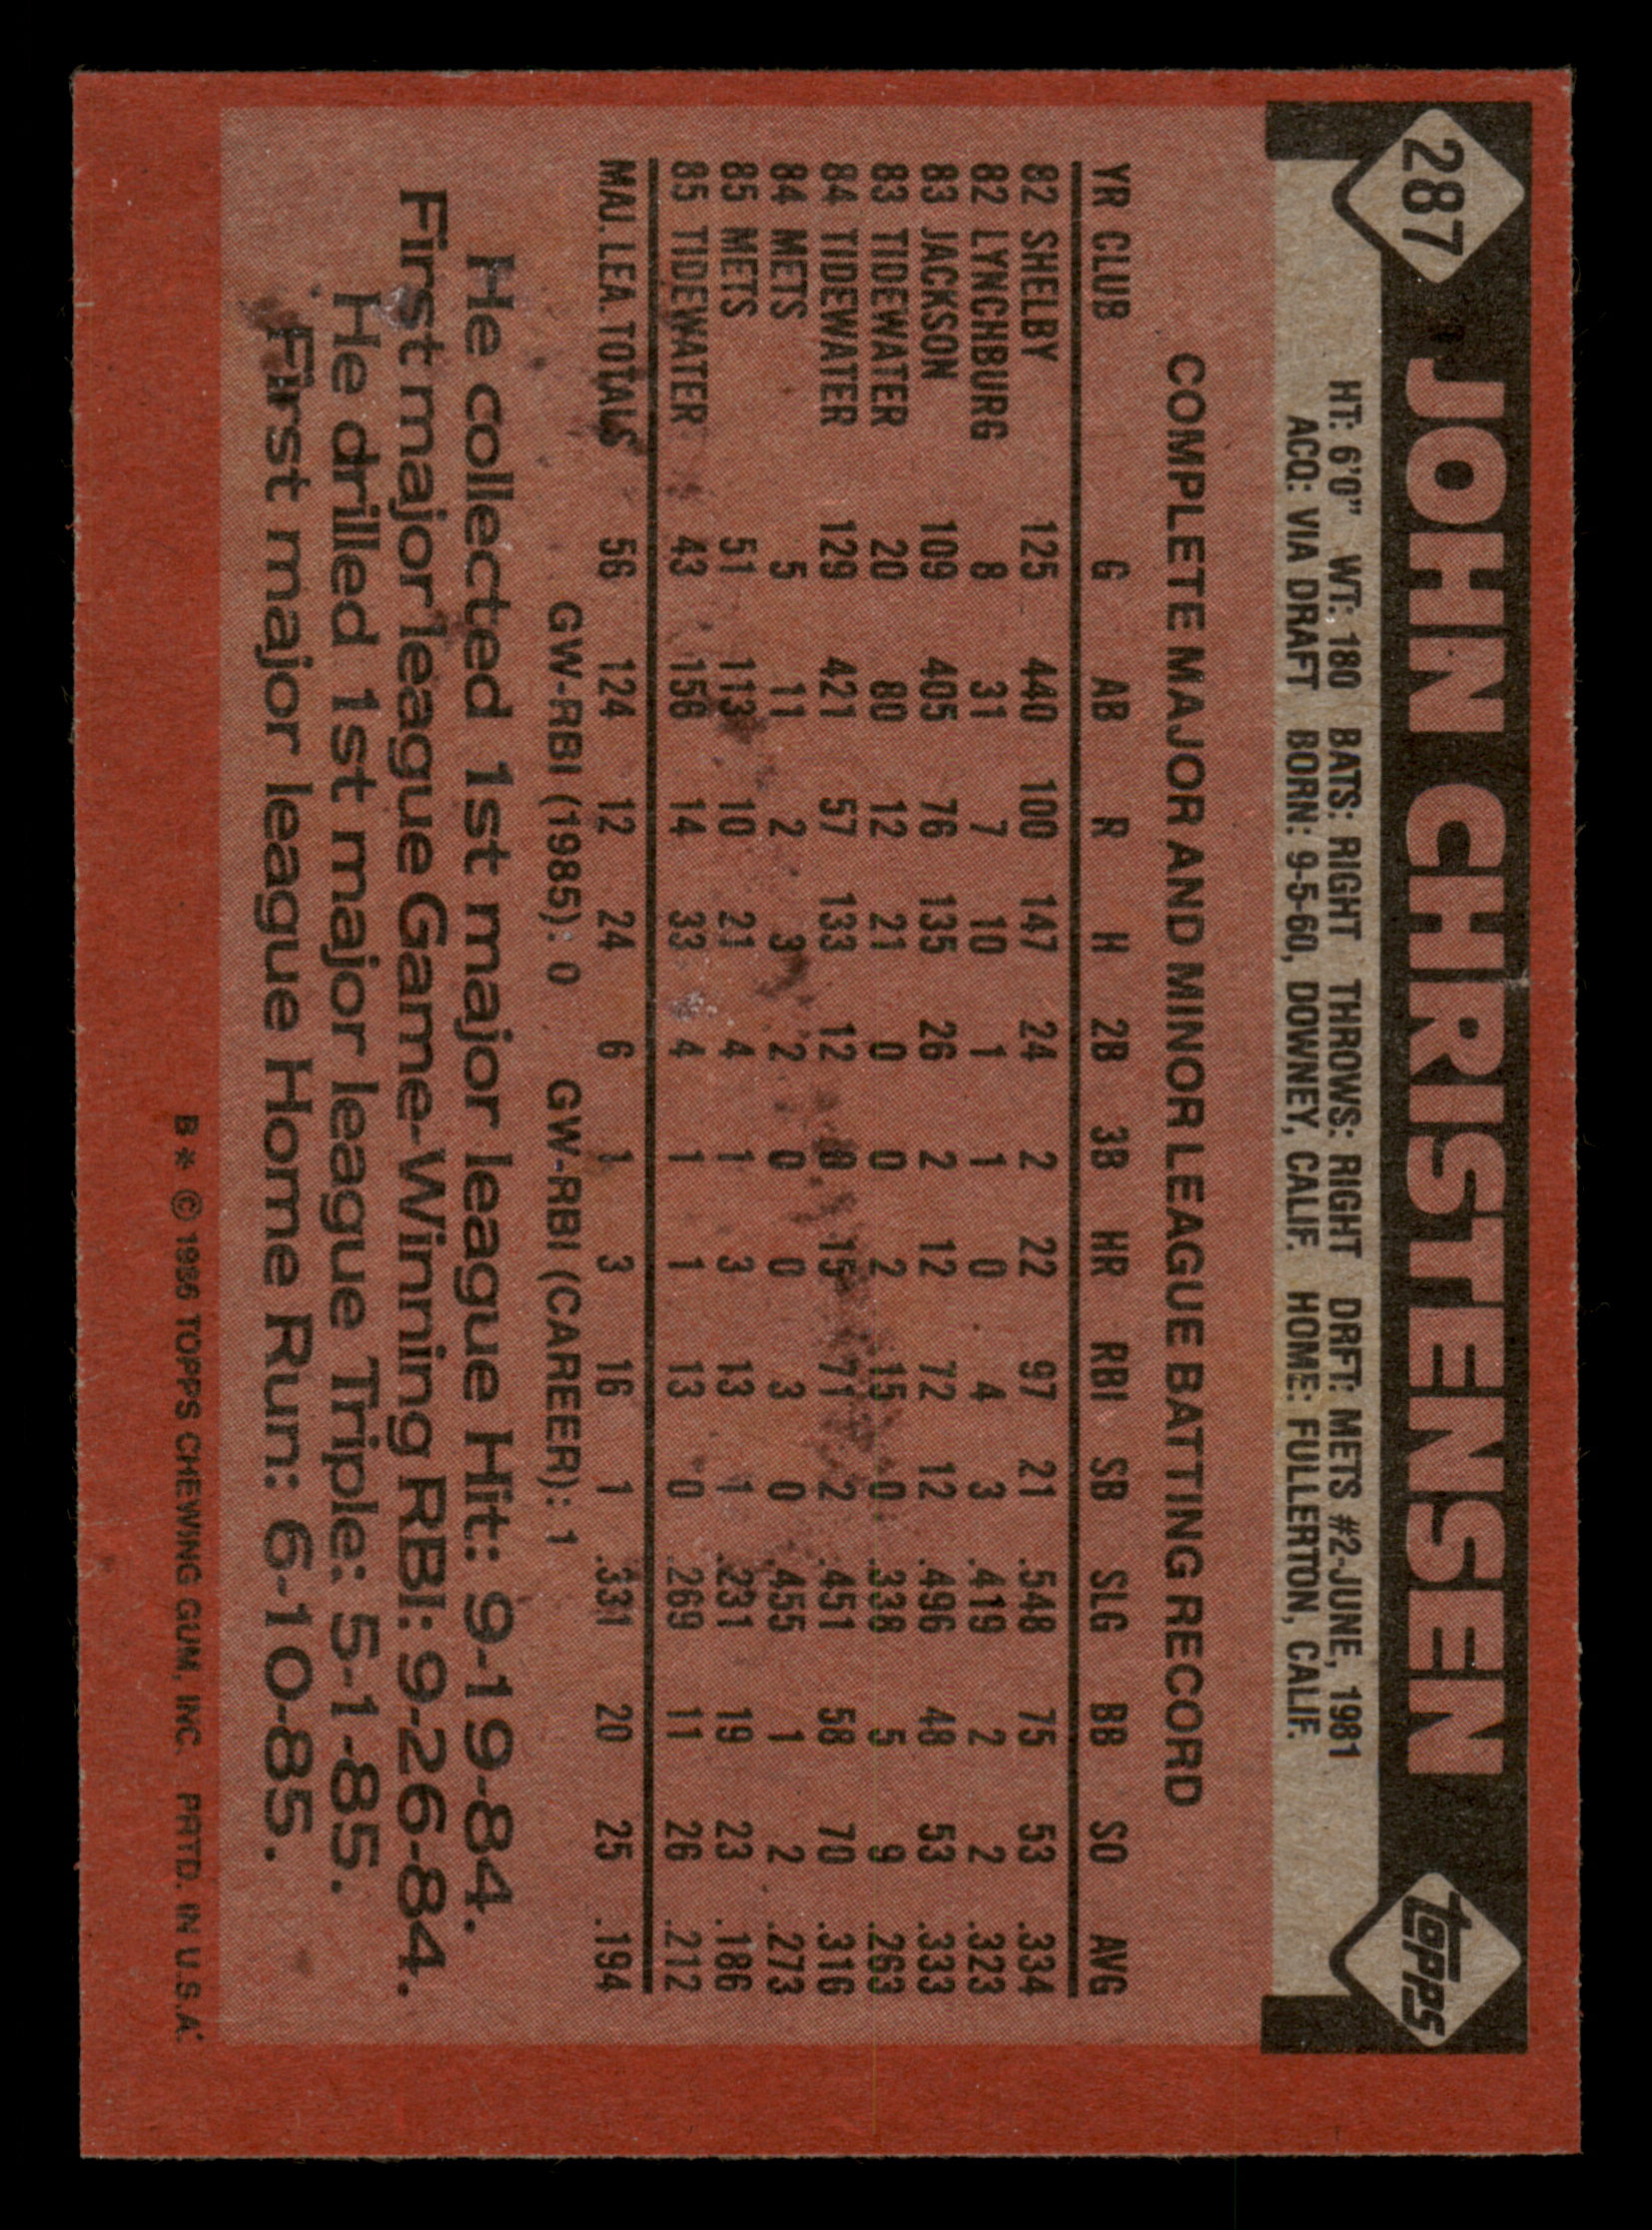 287 JOHN CHRISTENSEN topps
HT: 6'0" WT: 180 BATS: RIGHT THROWS: RIGHT DRFT: METS #2-JUNE, 1981
ACQ: VIA DRAFT BORN: 9-5-60, DOWNEY, CALIF. HOME: FULLERTON, CALIF.
COMPLETE MAJOR AND MINOR LEAGUE BATTING RECORD
YR CLUB G AB R H 2B 3B HR RBI SB SLG BB SO AVG
82 SHELBY 125 440 100 147 24 2 22 97 21 .548 75 53 .334
82 LYNCHBURG 8 31 7 10 1 1 0 4 3 .419 2 2 .323
83 JACKSON 109 405 76 135 26 2 12 72 12 .496 48 53 .333
83 TIDEWATER 20 80 12 21 0 0 2 15 0 .338 5 9 .263
84 TIDEWATER 129 421 57 133 12 0 15 71 2 .451 58 70 .316
84 METS 5 11 2 3 2 0 0 3 0 .455 1 2 .273
85 METS 51 113 10 21 4 1 3 13 1 .231 19 23 .186
85 TIDEWATER 43 156 14 33 4 1 1 13 0 .269 11 26 .212
MAJ. LEA. TOTALS 56 124 12 24 6 1 3 16 1 .331 20 25 .194
GW-RBI (1985): 0 GW-RBI (CAREER): 1
He collected 1st major league Hit: 9-19-84.
First major league Game-Winning RBI: 9-26-84.
He drilled 1st major league Triple: 5-1-85.
First major league Home Run: 6-10-85.
B * © 1986 TOPPS CHEWING GUM, INC. PRTD. IN U.S.A.